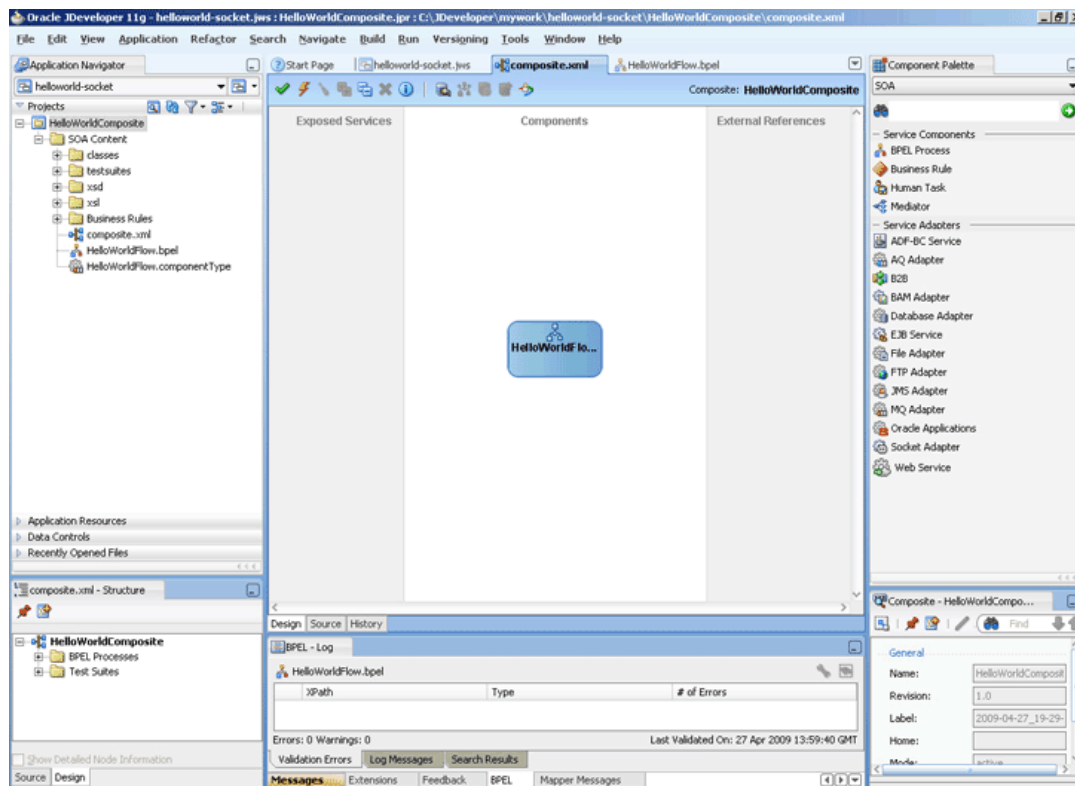 Oracle JDeveloper 11g - helloworld-socket.jws : HelloWorldComposite.jpr : C:\JDeveloper\mywork\helloworld-socket\HelloWorldComposite\composite.xml
File Edit View Application Refactor Search Navigate Build Run Versioning Tools Window Help
Application Navigator
helloworld-socket
Projects
HelloWorldComposite
SOA Content
classes
testsuites
xsd
xsl
Business Rules
composite.xml
HelloWorldFlow.bpel
HelloWorldFlow.componentType
Application Resources
Data Controls
Recently Opened Files
composite.xml - Structure
HelloWorldComposite
BPEL Processes
Test Suites
Show Detailed Node Information
Source Design
Start Page helloworld-socket.jws composite.xml HelloWorldFlow.bpel
Composite: HelloWorldComposite
Exposed Services Components External References
HelloWorldFlo...
Design Source History
BPEL - Log
HelloWorldFlow.bpel
XPath Type # of Errors
Errors: 0 Warnings: 0 Last Validated On: 27 Apr 2009 13:59:40 GMT
Validation Errors Log Messages Search Results
Messages Extensions Feedback BPEL Mapper Messages
Component Palette
SOA
Service Components
BPEL Process
Business Rule
Human Task
Mediator
Service Adapters
ADF-BC Service
AQ Adapter
B2B
BAM Adapter
Database Adapter
EJB Service
File Adapter
FTP Adapter
JMS Adapter
MQ Adapter
Oracle Applications
Socket Adapter
Web Service
Composite - HelloWorldCompo...
Find
General
Name: HelloWorldComposit
Revision: 1.0
Label: 2009-04-27_19-29-
Home:
Mode: active